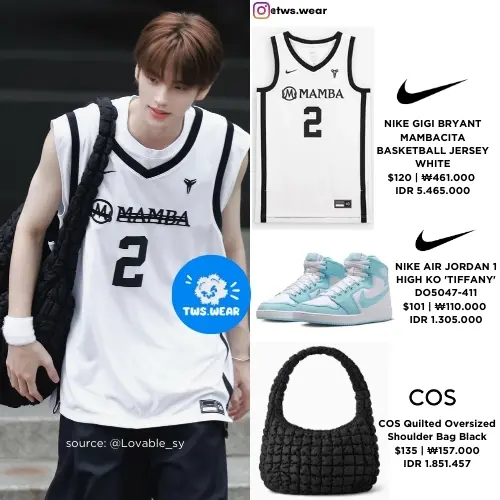 @tws.wear
MAMBA
2
MAMBA
2
TWS.WEAR
source: @Lovable_sy
NIKE GIGI BRYANT
MAMBACITA
BASKETBALL JERSEY
WHITE
$120 | ₩461.000
IDR 5.465.000
NIKE AIR JORDAN 1
HIGH KO 'TIFFANY'
DO5047-411
$101 | ₩110.000
IDR 1.305.000
COS
COS Quilted Oversized
Shoulder Bag Black
$135 | ₩157.000
IDR 1.851.457